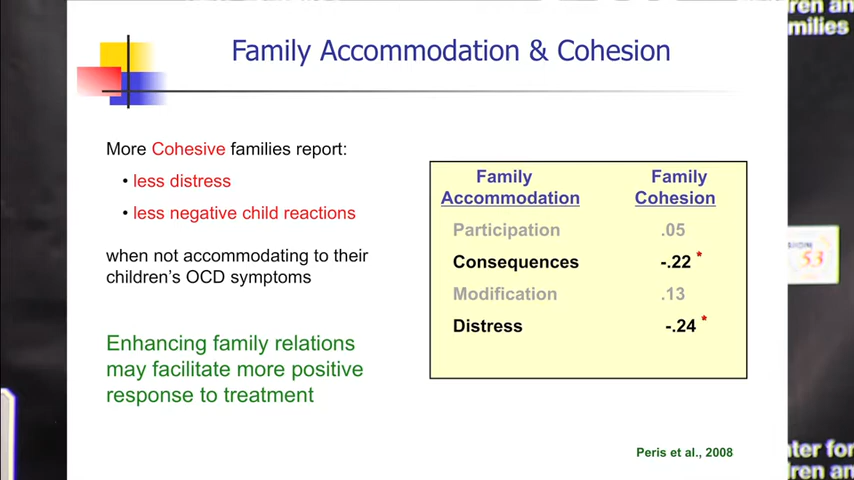 Family Accommodation & Cohesion
More Cohesive families report:
• less distress
• less negative child reactions
when not accommodating to their
children's OCD symptoms
Enhancing family relations
may facilitate more positive
response to treatment
Family Family
Accommodation Cohesion
Participation .05
Consequences -.22 *
Modification .13
Distress -.24 *
Peris et al., 2008
milies
53